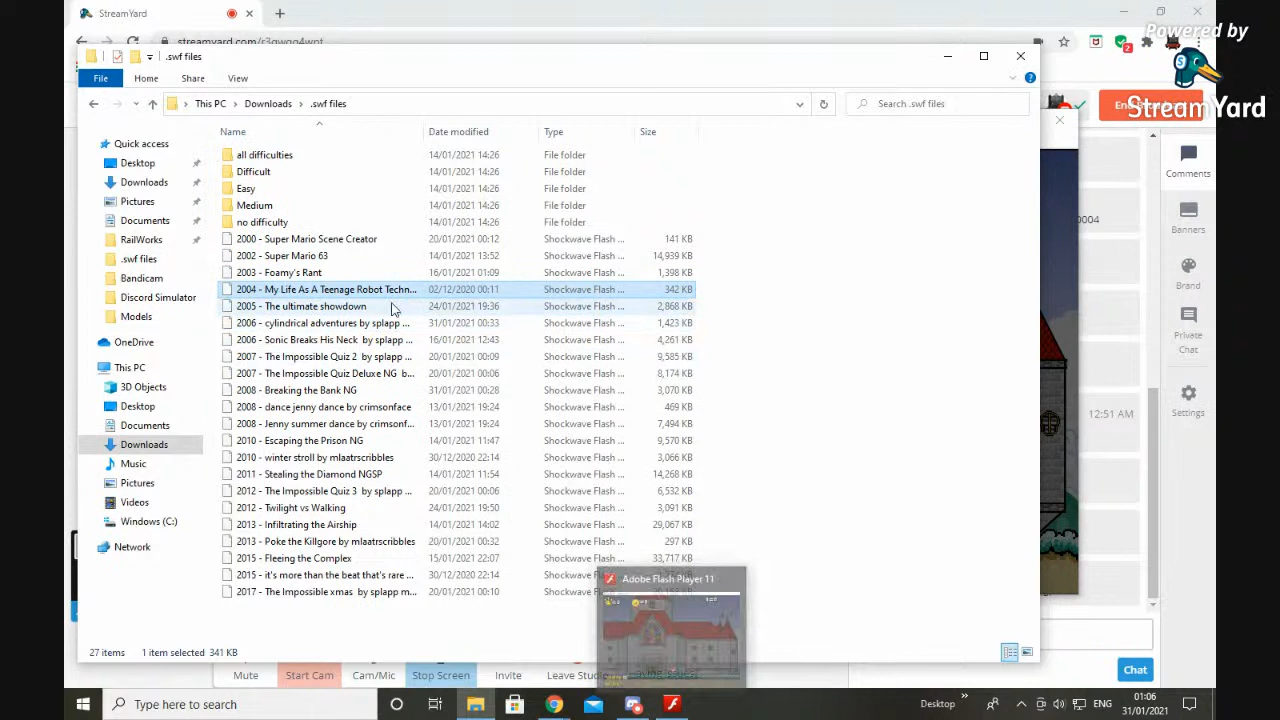 StreamYard
Powered by
StreamYard
.swf files
2
File
Home
Share
View
This PC
Downloads
.swf files
Search .swf files
Name
Date modified
Type
Size
Quick access
Desktop
Downloads
Pictures
Documents
RailWorks
.swf files
Bandicam
Discord Simulator
Models
OneDrive
This PC
3D Objects
Desktop
Documents
Downloads
Music
Pictures
Videos
Windows (C:)
Network
all difficulties 14/01/2021 14:26 File folder
Difficult 14/01/2021 14:26 File folder
Easy 14/01/2021 14:26 File folder
Medium 14/01/2021 14:26 File folder
no difficulty 14/01/2021 14:26 File folder
2000 - Super Mario Scene Creator 20/01/2021 00:12 Shockwave Flash ... 141 KB
2002 - Super Mario 63 14/01/2021 13:52 Shockwave Flash ... 14,939 KB
2003 - Foamy's Rant 16/01/2021 01:09 Shockwave Flash ... 1,398 KB
2004 - My Life As A Teenage Robot Techn... 02/12/2020 00:11 Shockwave Flash ... 342 KB
2005 - The ultimate showdown 24/01/2021 19:36 Shockwave Flash ... 2,868 KB
2006 - cylindrical adventures by splapp ... 31/01/2021 00:33 Shockwave Flash ... 1,423 KB
2006 - Sonic Breaks His Neck by splapp ... 16/01/2021 12:43 Shockwave Flash ... 4,261 KB
2007 - The Impossible Quiz 2 by splapp ... 20/01/2021 00:09 Shockwave Flash ... 9,585 KB
2007 - The Impossible Quiz Deluxe NG b... 20/01/2021 00:06 Shockwave Flash ... 8,174 KB
2008 - Breaking the Bank NG 31/01/2021 00:28 Shockwave Flash ... 3,070 KB
2008 - dance jenny dance by crimsonface 13/01/2021 19:24 Shockwave Flash ... 469 KB
2008 - Jenny summer dance by crimsonf... 13/01/2021 19:24 Shockwave Flash ... 7,494 KB
2010 - Escaping the Prison NG 14/01/2021 11:47 Shockwave Flash ... 9,570 KB
2010 - winter stroll by mlaatrscribbles 30/12/2020 22:14 Shockwave Flash ... 3,066 KB
2011 - Stealing the Diamond NGSP 14/01/2021 11:54 Shockwave Flash ... 14,268 KB
2012 - The Impossible Quiz 3 by splapp ... 20/01/2021 00:06 Shockwave Flash ... 6,532 KB
2012 - Twilight vs Walking 24/01/2021 19:50 Shockwave Flash ... 3,091 KB
2013 - Infiltrating the Airship 14/01/2021 14:02 Shockwave Flash ... 29,067 KB
2013 - Poke the Killgore by mlaatscribbles 20/01/2021 00:32 Shockwave Flash ... 297 KB
2015 - Fleeing the Complex 15/01/2021 22:07 Shockwave Flash ... 33,717 KB
2015 - it's more than the beat that's rare ... 30/12/2020 22:14
2017 - The Impossible xmas by splapp m... 20/01/2021 00:10
Adobe Flash Player 11
27 items 1 item selected 341 KB
Comments
Banners
Brand
Private
Chat
Settings
0004
12:51 AM
Chat
Mute
Start Cam
Cam/Mic
Stop Screen
Invite
Leave Studio
Type here to search
Desktop
ENG
01:06
31/01/2021